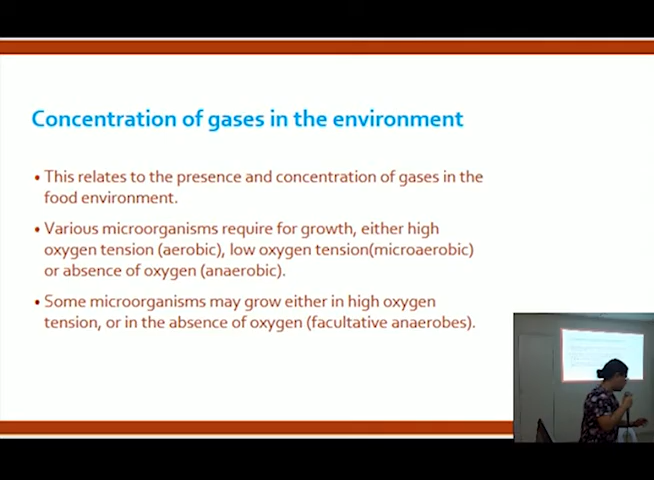 Concentration of gases in the environment
• This relates to the presence and concentration of gases in the
food environment.
• Various microorganisms require for growth, either high
oxygen tension (aerobic), low oxygen tension(microaerobic)
or absence of oxygen (anaerobic).
• Some microorganisms may grow either in high oxygen
tension, or in the absence of oxygen (facultative anaerobes).